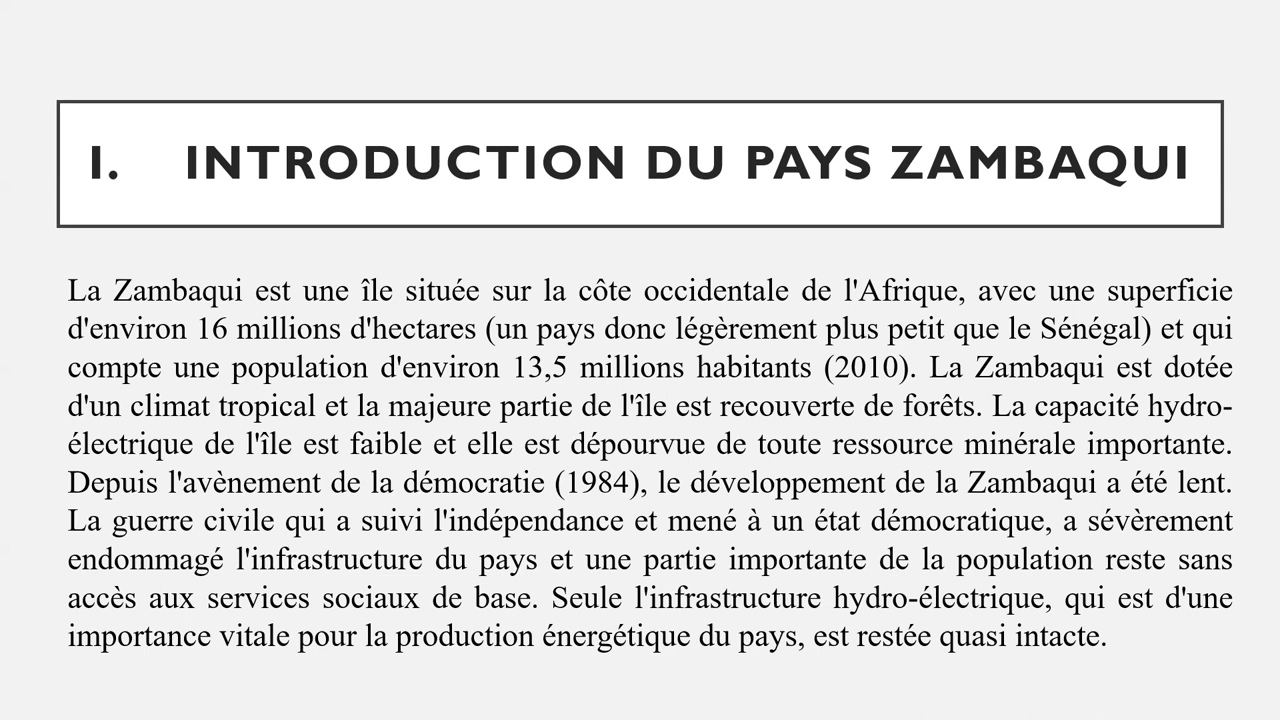 I. INTRODUCTION DU PAYS ZAMBAQUI
La Zambaqui est une île située sur la côte occidentale de l'Afrique, avec une superficie
d'environ 16 millions d'hectares (un pays donc légèrement plus petit que le Sénégal) et qui
compte une population d'environ 13,5 millions habitants (2010). La Zambaqui est dotée
d'un climat tropical et la majeure partie de l'île est recouverte de forêts. La capacité hydro-
électrique de l'île est faible et elle est dépourvue de toute ressource minérale importante.
Depuis l'avènement de la démocratie (1984), le développement de la Zambaqui a été lent.
La guerre civile qui a suivi l'indépendance et mené à un état démocratique, a sévèrement
endommagé l'infrastructure du pays et une partie importante de la population reste sans
accès aux services sociaux de base. Seule l'infrastructure hydro-électrique, qui est d'une
importance vitale pour la production énergétique du pays, est restée quasi intacte.